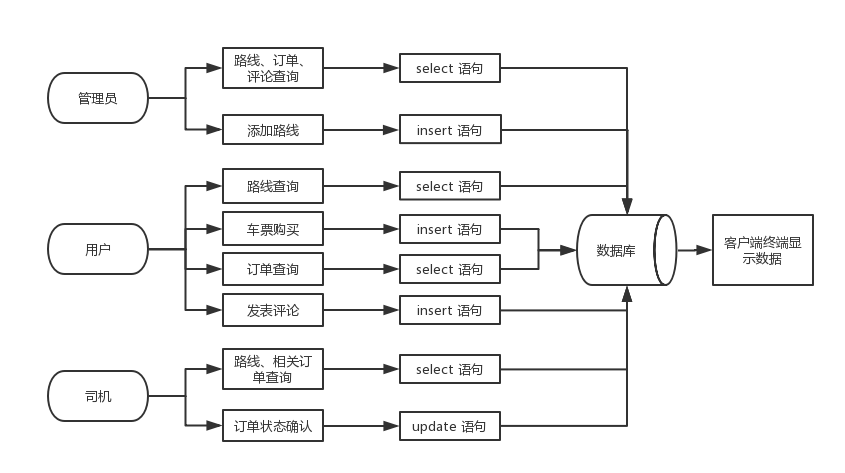 路线、订单、
评论查询
select 语句
管理员
添加路线
insert 语句
路线查询
select 语句
车票购买
insert 语句
用户
数据库
客户端终端显
示数据
订单查询
select 语句
发表评论
insert 语句
路线、相关订
单查询
select 语句
司机
订单状态确认
update 语句